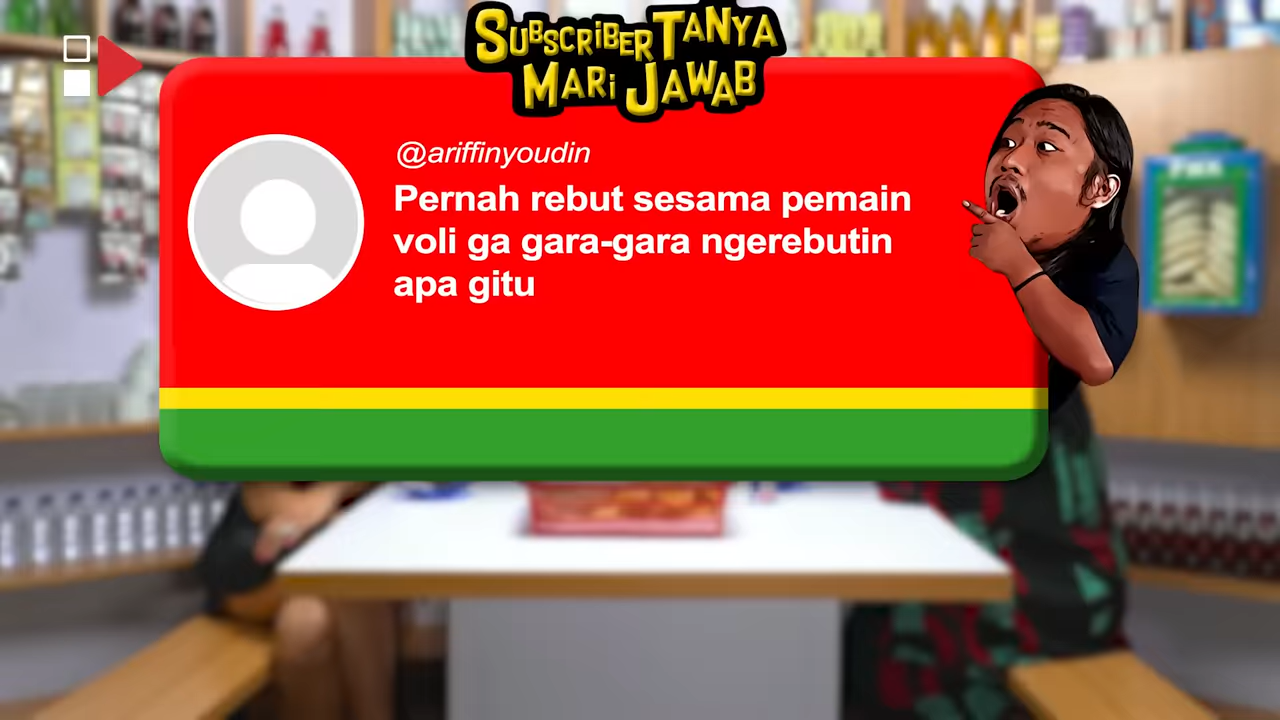 SUBSCRIBER TANYA
MARI JAWAB
@ariffinyoudin
Pernah rebut sesama pemain
voli ga gara-gara ngerebutin
apa gitu